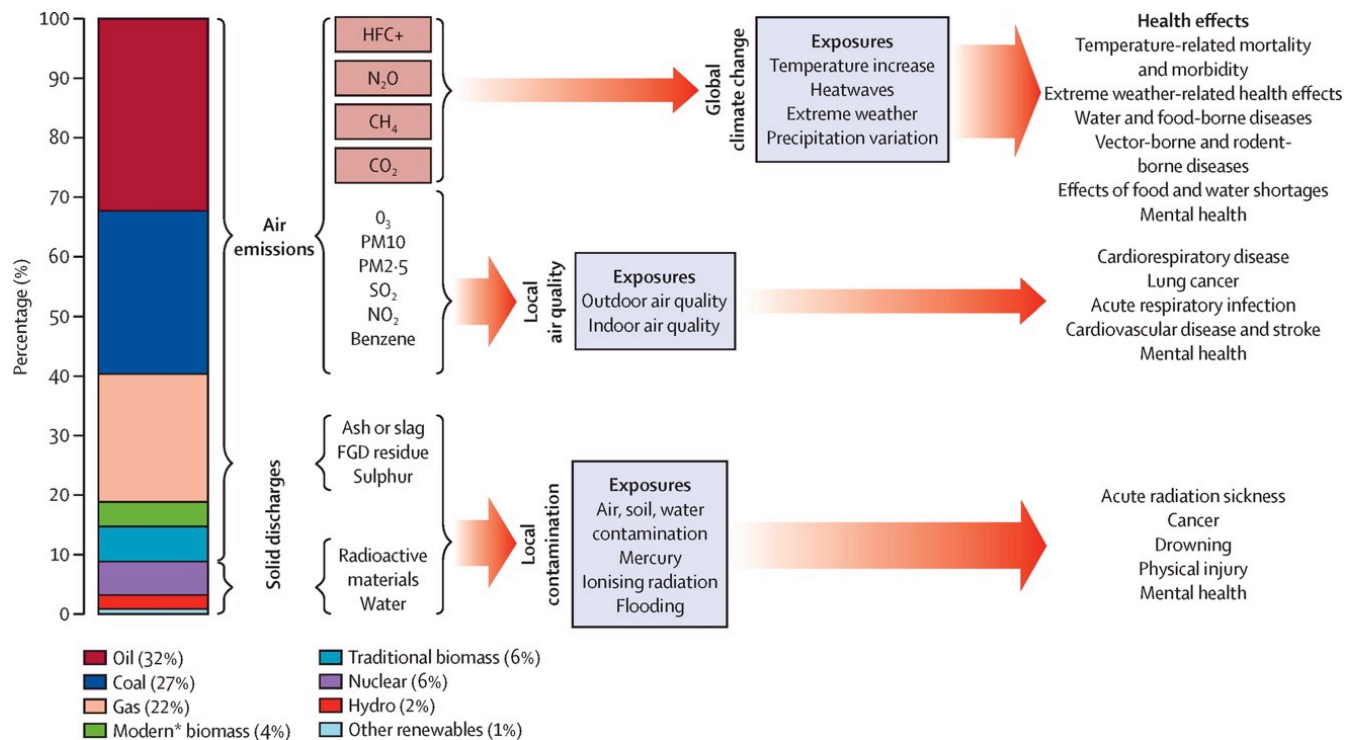 Percentage (%)
100
90
80
70
60
50
40
30
20
10
0
Air
emissions
Solid discharges
HFC+
N₂O
CH₄
CO₂
0₃
PM10
PM2·5
SO₂
NO₂
Benzene
Ash or slag
FGD residue
Sulphur
Radioactive
materials
Water
Global
climate change
Exposures
Temperature increase
Heatwaves
Extreme weather
Precipitation variation
Health effects
Temperature-related mortality
and morbidity
Extreme weather-related health effects
Water and food-borne diseases
Vector-borne and rodent-
borne diseases
Effects of food and water shortages
Mental health
Local
air quality
Exposures
Outdoor air quality
Indoor air quality
Cardiorespiratory disease
Lung cancer
Acute respiratory infection
Cardiovascular disease and stroke
Mental health
Local
contamination
Exposures
Air, soil, water
contamination
Mercury
Ionising radiation
Flooding
Acute radiation sickness
Cancer
Drowning
Physical injury
Mental health
Oil (32%)
Coal (27%)
Gas (22%)
Modern* biomass (4%)
Traditional biomass (6%)
Nuclear (6%)
Hydro (2%)
Other renewables (1%)